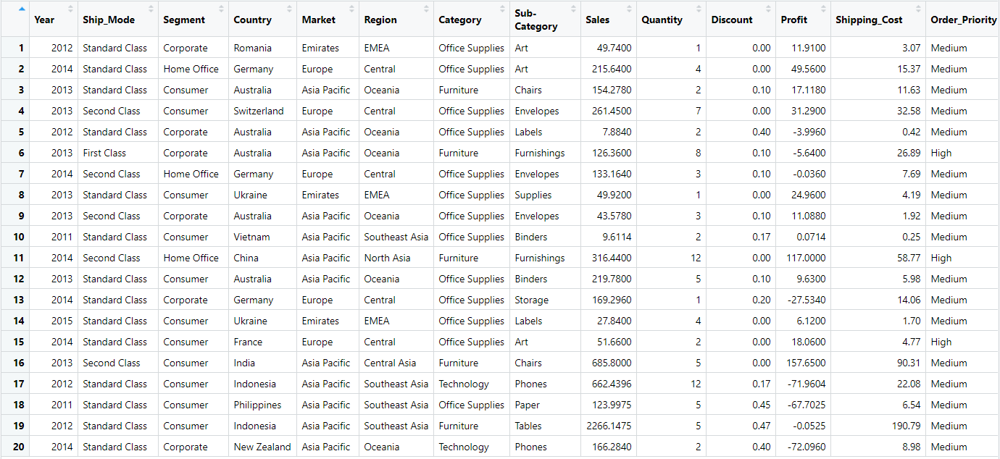 Year Ship_Mode Segment Country Market Region Category Sub-Category Sales Quantity Discount Profit Shipping_Cost Order_Priority
1 2012 Standard Class Corporate Romania Emirates EMEA Office Supplies Art 49.7400 1 0.00 11.9100 3.07 Medium
2 2014 Standard Class Home Office Germany Europe Central Office Supplies Art 215.6400 4 0.00 49.5600 15.37 Medium
3 2013 Standard Class Consumer Australia Asia Pacific Oceania Furniture Chairs 154.2780 2 0.10 17.1180 11.63 Medium
4 2013 Second Class Consumer Switzerland Europe Central Office Supplies Envelopes 261.4500 7 0.00 31.2900 32.58 Medium
5 2012 Standard Class Corporate Australia Asia Pacific Oceania Office Supplies Labels 7.8840 2 0.40 -3.9960 0.42 Medium
6 2013 First Class Corporate Australia Asia Pacific Oceania Furniture Furnishings 126.3600 8 0.10 -5.6400 26.89 High
7 2014 Second Class Home Office Germany Europe Central Office Supplies Envelopes 133.1640 3 0.10 -0.0360 7.69 Medium
8 2013 Standard Class Consumer Ukraine Emirates EMEA Office Supplies Supplies 49.9200 1 0.00 24.9600 4.19 Medium
9 2013 Second Class Corporate Australia Asia Pacific Oceania Office Supplies Envelopes 43.5780 3 0.10 11.0880 1.92 Medium
10 2011 Standard Class Consumer Vietnam Asia Pacific Southeast Asia Office Supplies Binders 9.6114 2 0.17 0.0714 0.25 Medium
11 2014 Second Class Home Office China Asia Pacific North Asia Furniture Furnishings 316.4400 12 0.00 117.0000 58.77 High
12 2013 Standard Class Consumer Australia Asia Pacific Oceania Office Supplies Binders 219.7800 5 0.10 9.6300 5.98 Medium
13 2014 Standard Class Corporate Germany Europe Central Office Supplies Storage 169.2960 1 0.20 -27.5340 14.06 Medium
14 2015 Standard Class Consumer Ukraine Emirates EMEA Office Supplies Labels 27.8400 4 0.00 6.1200 1.70 Medium
15 2014 Standard Class Consumer France Europe Central Office Supplies Art 51.6600 2 0.00 18.0600 4.77 High
16 2013 Second Class Consumer India Asia Pacific Central Asia Furniture Chairs 685.8000 5 0.00 157.6500 90.31 Medium
17 2012 Standard Class Consumer Indonesia Asia Pacific Southeast Asia Technology Phones 662.4396 12 0.17 -71.9604 22.08 Medium
18 2011 Standard Class Consumer Philippines Asia Pacific Southeast Asia Office Supplies Paper 123.9975 5 0.45 -67.7025 6.54 Medium
19 2012 Standard Class Consumer Indonesia Asia Pacific Southeast Asia Furniture Tables 2266.1475 5 0.47 -0.0525 190.79 Medium
20 2014 Standard Class Corporate New Zealand Asia Pacific Oceania Technology Phones 166.2840 2 0.40 -72.0960 8.98 Medium